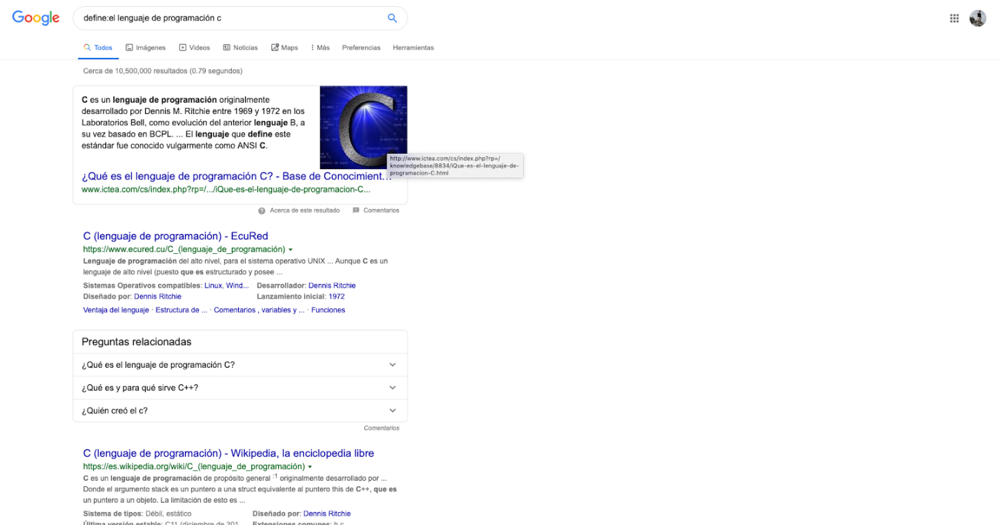 Google
define:el lenguaje de programación c
Todos Imágenes Videos Noticias Maps Más Preferencias Herramientas
Cerca de 10,500,000 resultados (0.79 segundos)
C es un lenguaje de programación originalmente
desarrollado por Dennis M. Ritchie entre 1969 y 1972 en los
Laboratorios Bell, como evolución del anterior lenguaje B, a
su vez basado en BCPL. ... El lenguaje que define este
estándar fue conocido vulgarmente como ANSI C.
C
http://www.ictea.com/cs/index.php?rp=/
knowledgebase/8834/iQue-es-el-lenguaje-de-
programacion-C.html
¿Qué es el lenguaje de programación C? - Base de Conocimient...
www.ictea.com/cs/index.php?rp=/.../iQue-es-el-lenguaje-de-programacion-C...
Acerca de este resultado Comentarios
C (lenguaje de programación) - EcuRed
https://www.ecured.cu/C_(lenguaje_de_programación)
Lenguaje de programación del alto nivel, para el sistema operativo UNIX ... Aunque C es un
lenguaje de alto nivel (puesto que es estructurado y posee ...
Sistemas Operativos compatibles: Linux, Wind... Desarrollador: Dennis Ritchie
Diseñado por: Dennis Ritchie Lanzamiento inicial: 1972
Ventaja del lenguaje · Estructura de ... · Comentarios , variables y ... · Funciones
Preguntas relacionadas
¿Qué es el lenguaje de programación C?
¿Qué es y para qué sirve C++?
¿Quién creó el c?
Comentarios
C (lenguaje de programación) - Wikipedia, la enciclopedia libre
https://es.wikipedia.org/wiki/C_(lenguaje_de_programación)
C es un lenguaje de programación de propósito general :1 originalmente desarrollado por ...
Donde el argumento stack es un puntero a una struct equivalente al puntero this de C++, que es
un puntero a un objeto. La limitación de esto es ...
Sistema de tipos: Débil, estático Diseñado por: Dennis Ritchie
Última versión estable: C11 (diciembre de 201... Extensiones comunes: h c